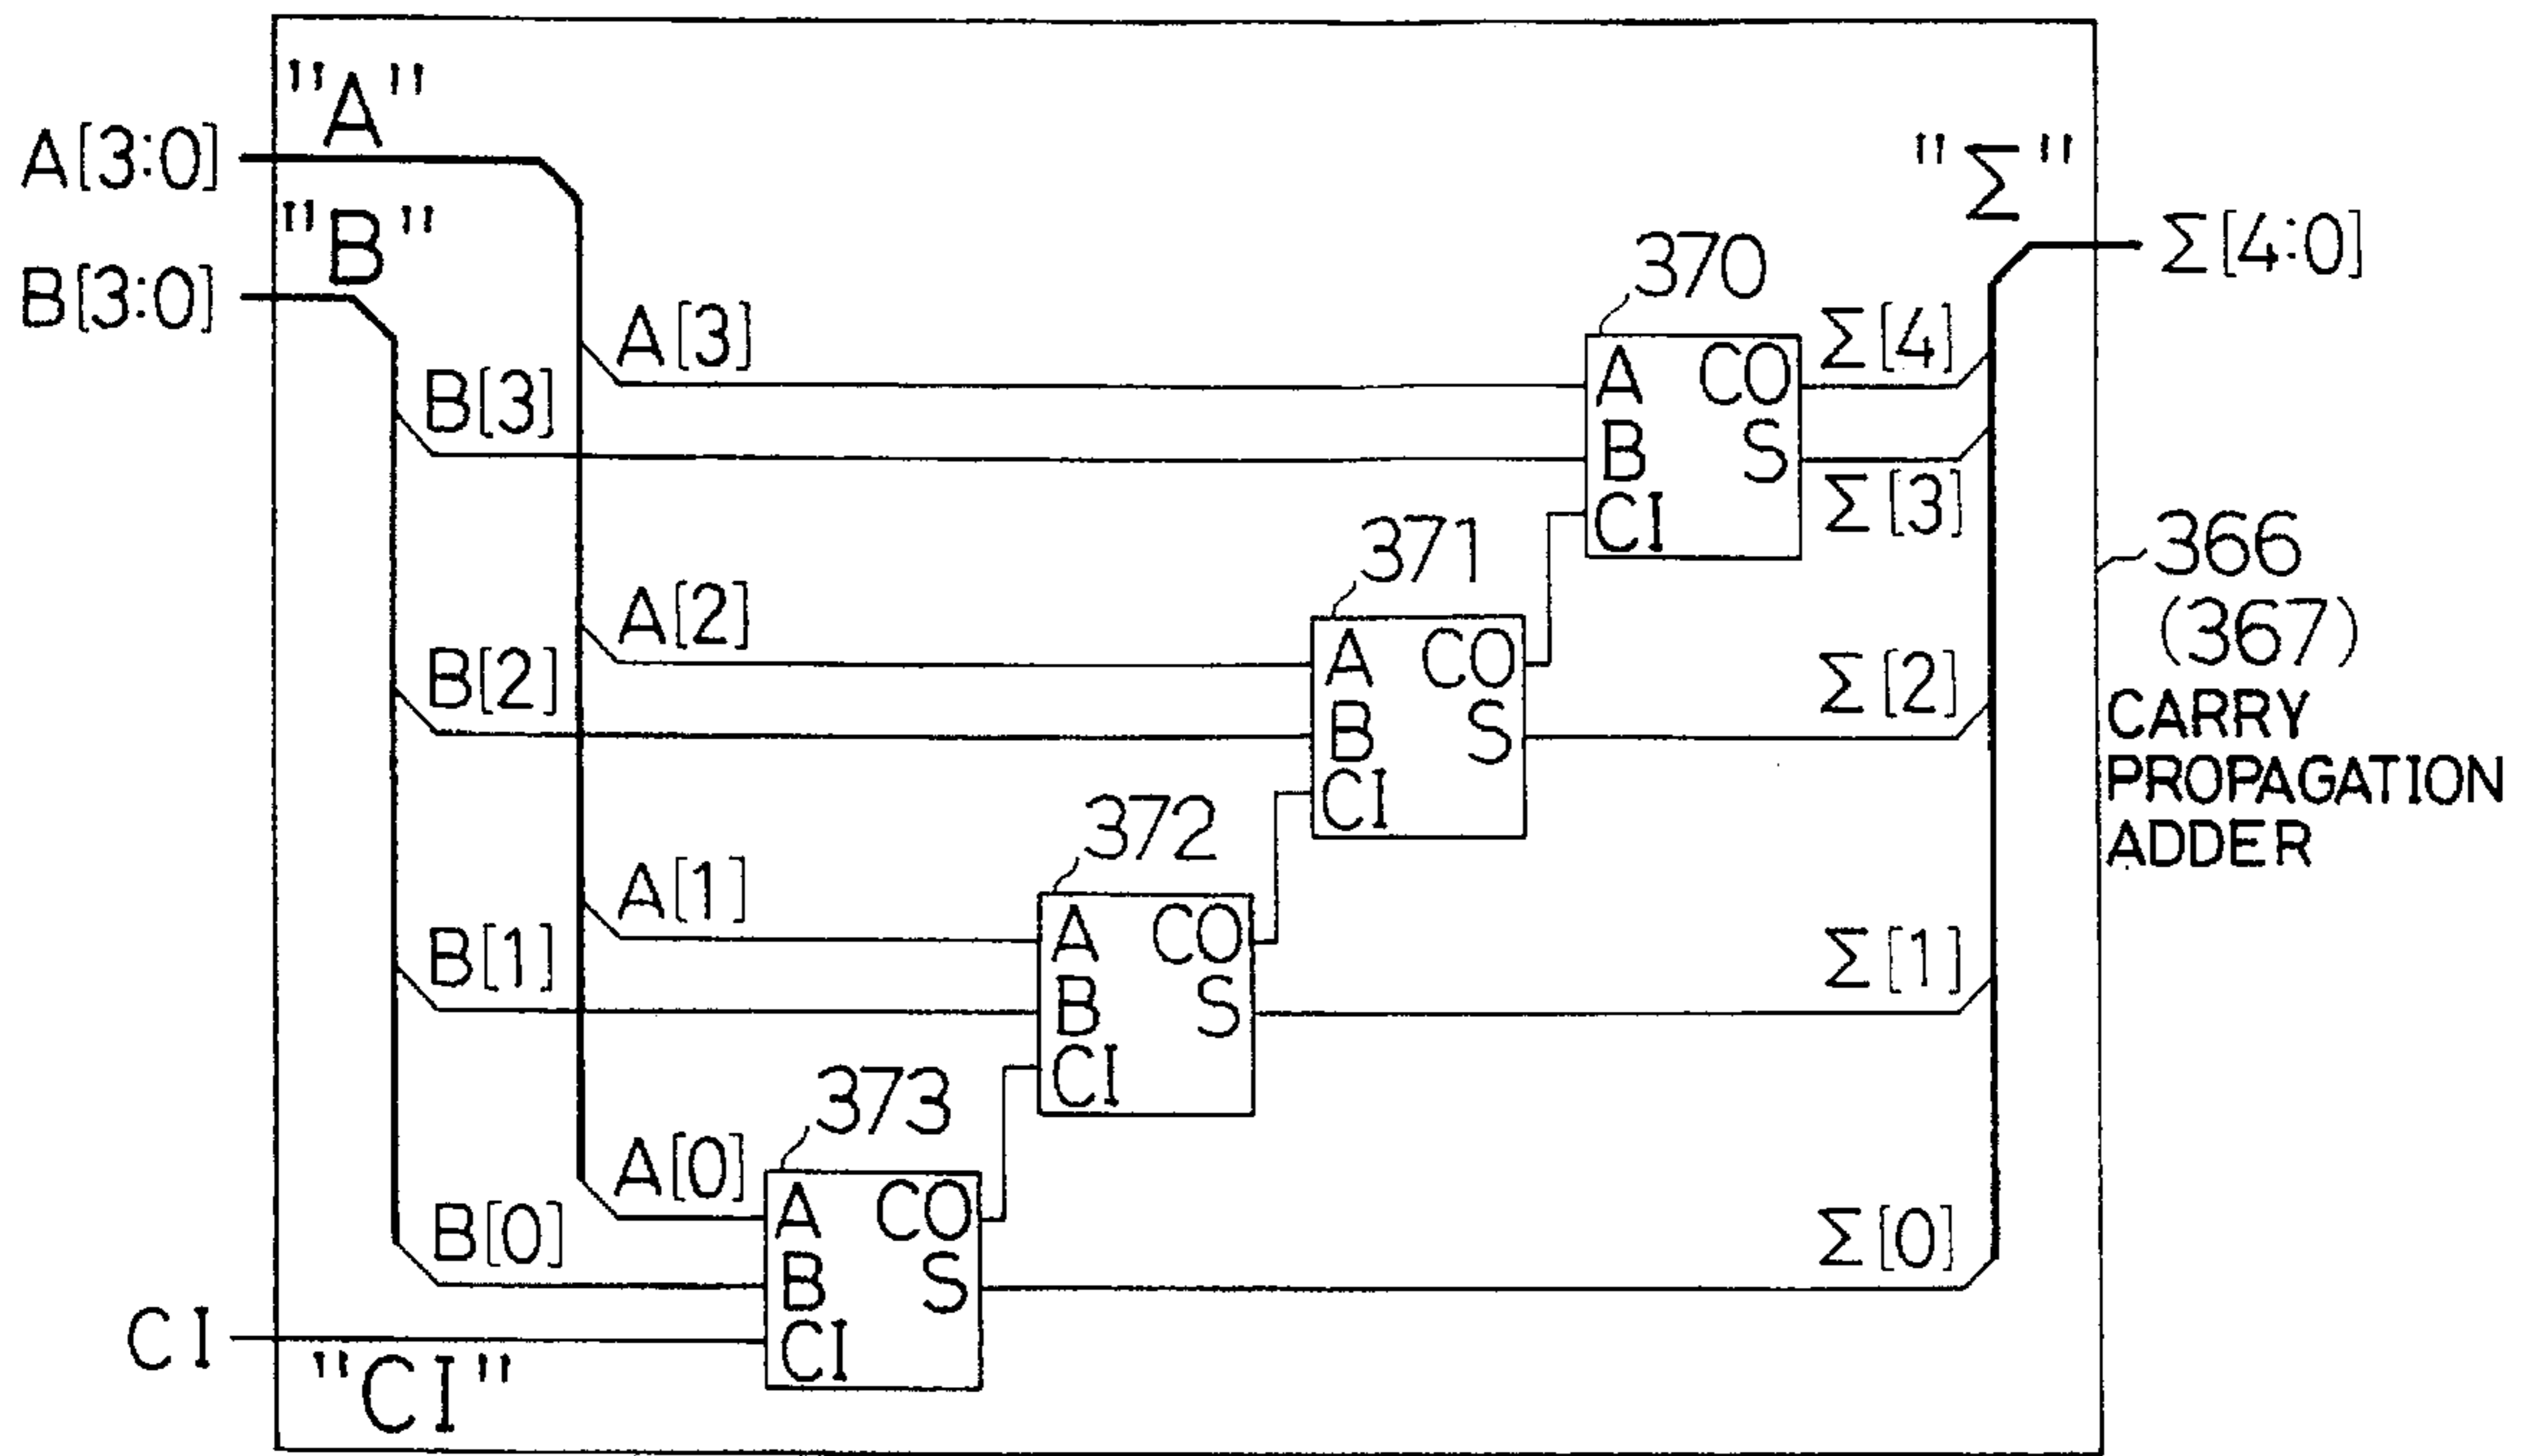 "A"
A[3:0]
"Σ"
"B"
Σ[4:0]
B[3:0]
370
A[3]
Σ[4]
A CO
B[3]
B S
Σ[3]
CI
371
366
(367)
CARRY
PROPAGATION
ADDER
A[2]
A CO
B[2]
Σ[2]
B S
CI
372
A[1]
A CO
B[1]
Σ[1]
B S
CI
373
A[0]
A CO
B[0]
Σ[0]
B S
CI
CI
"CI"